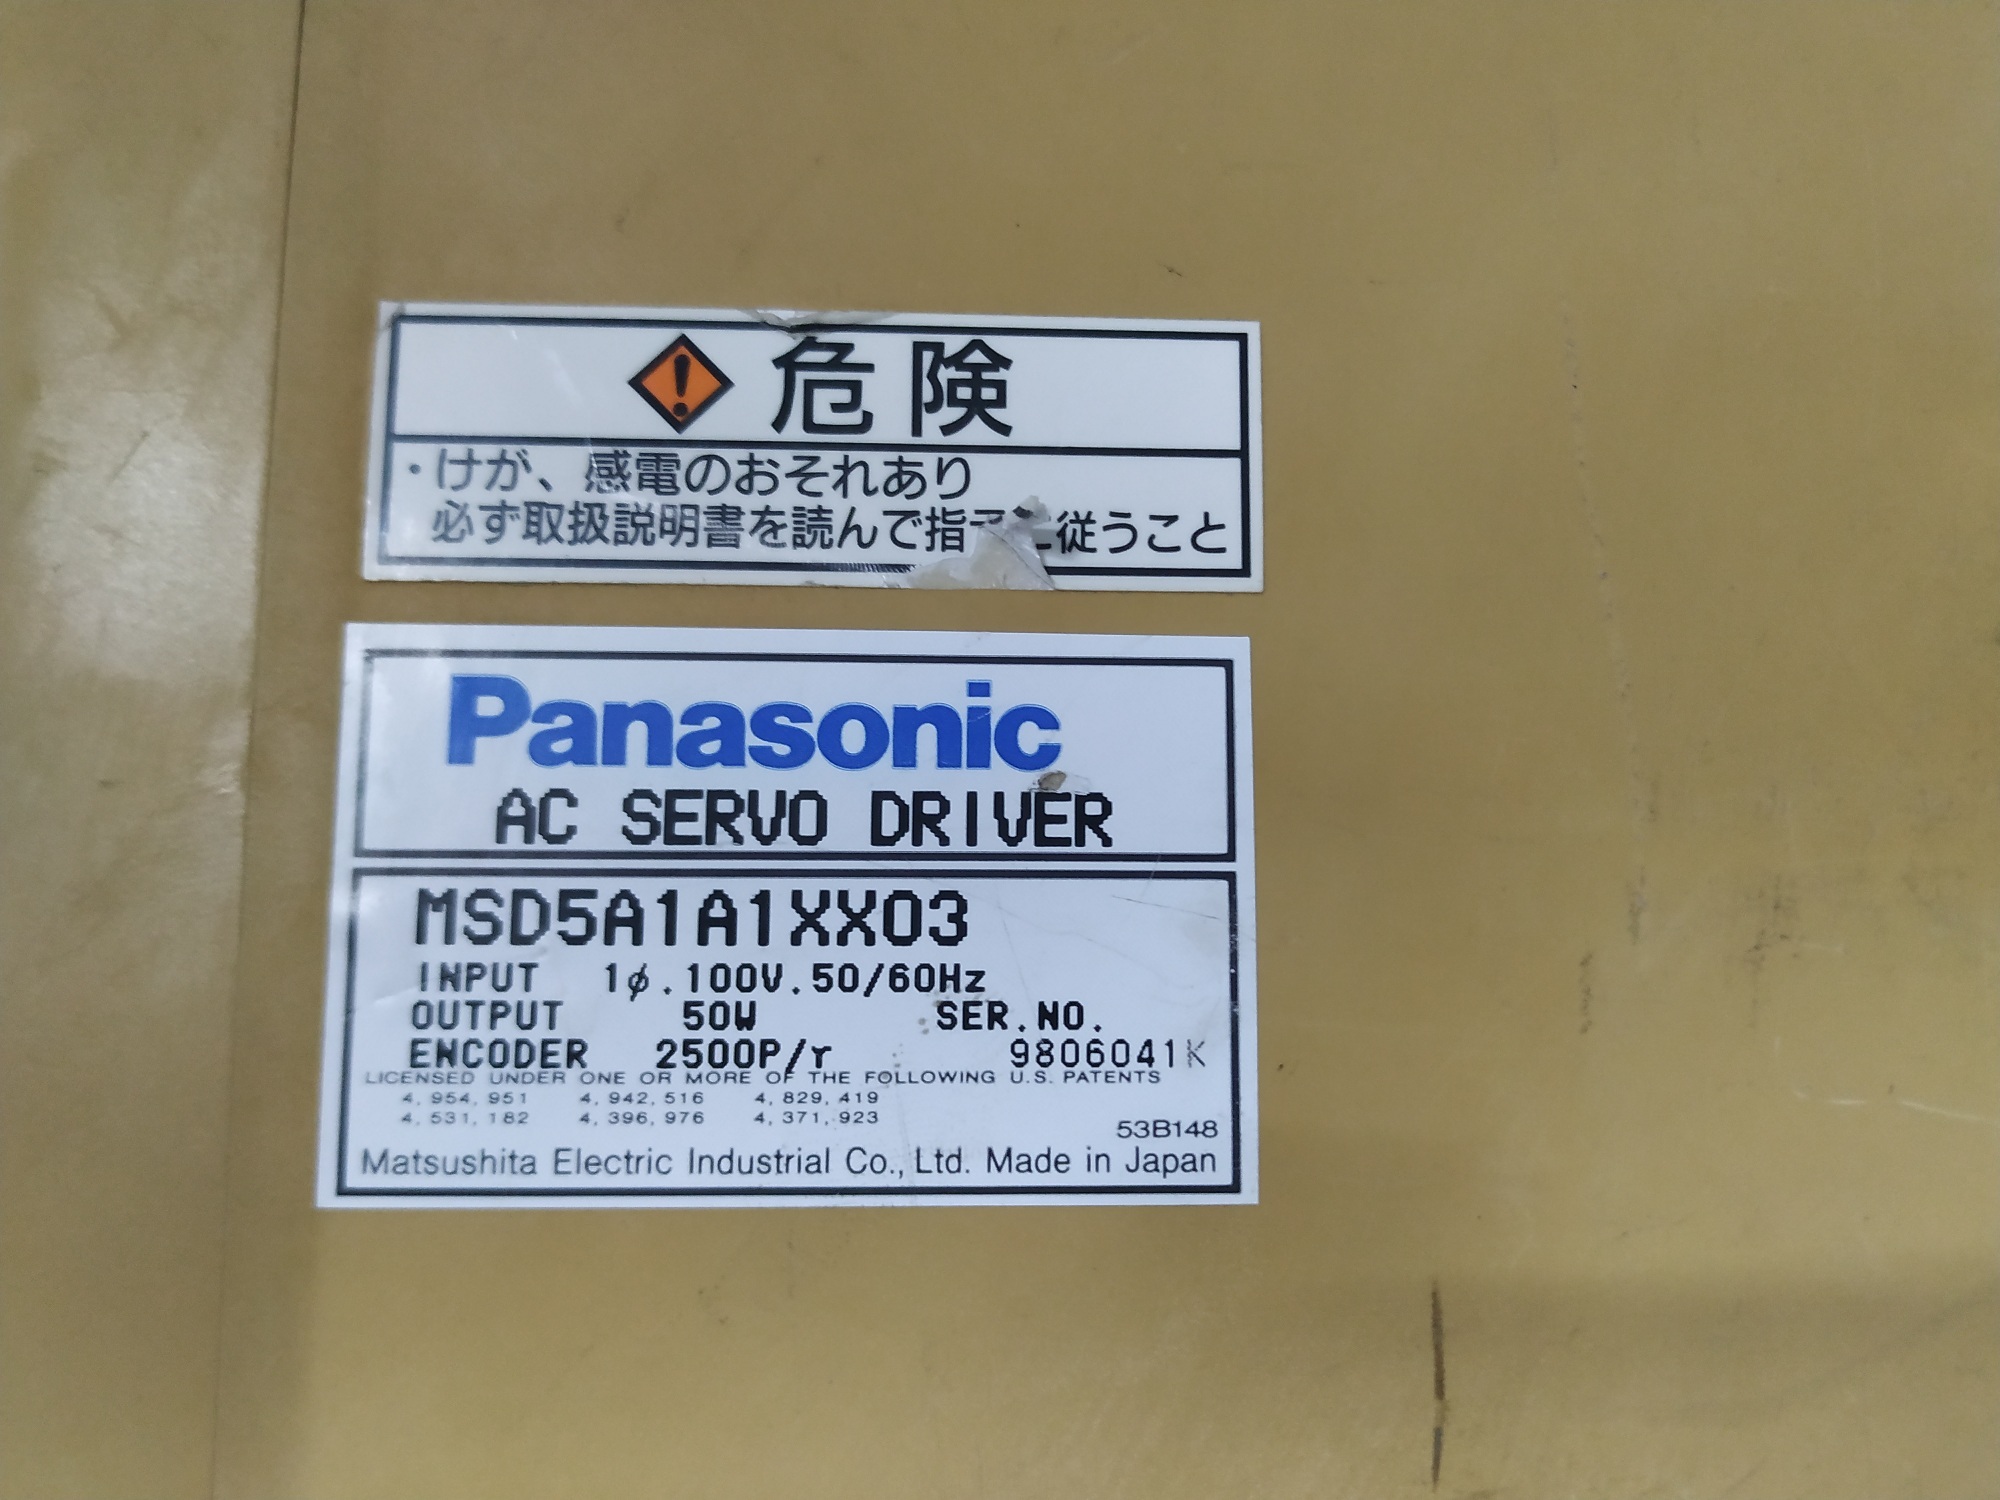 危険
・けが、感電のおそれあり
必ず取扱説明書を読んで指 に従うこと
Panasonic
AC SERVO DRIVER
MSD5A1A1XX03
INPUT 1φ.100V.50/60Hz
OUTPUT 50W SER.NO.
ENCODER 2500P/r 9806041K
LICENSED UNDER ONE OR MORE OF THE FOLLOWING U.S. PATENTS
4,954,951 4,942,516 4,829,419
4,531,182 4,396,976 4,371,923
53B148
Matsushita Electric Industrial Co., Ltd. Made in Japan